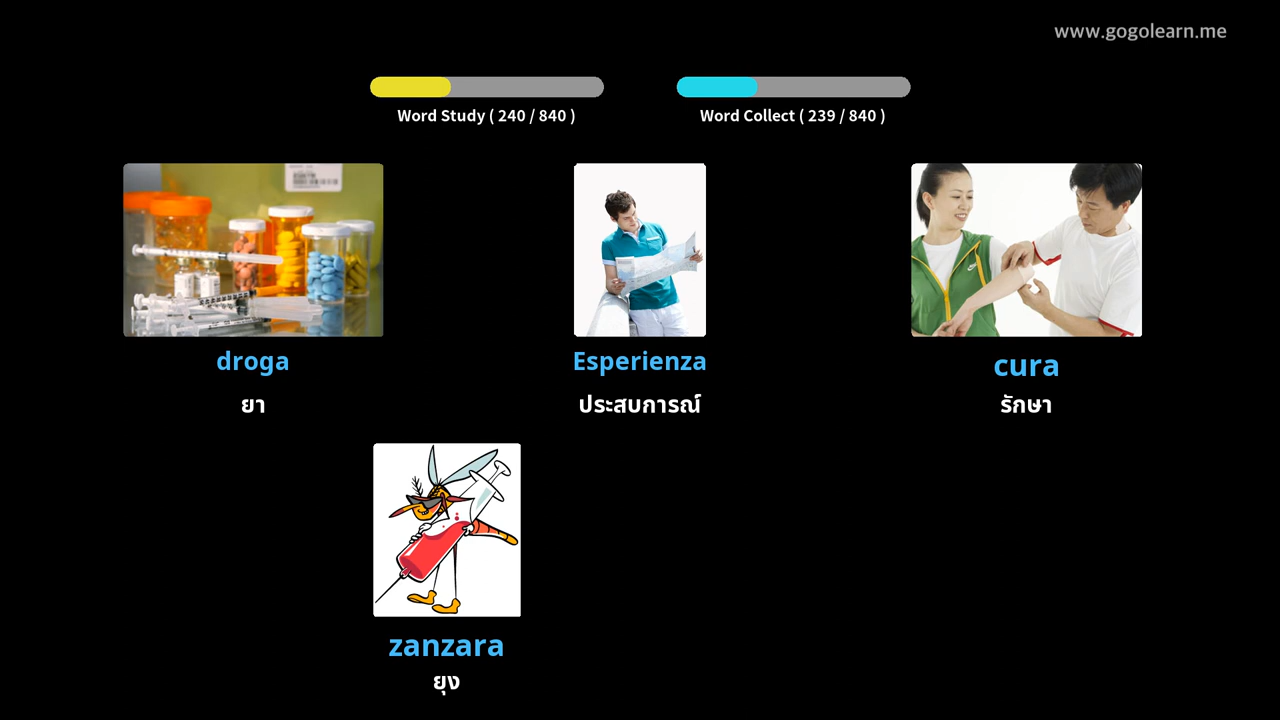 www.gogolearn.me
Word Study ( 240 / 840 )
Word Collect ( 239 / 840 )
droga
Esperienza
cura
ยา
ประสบการณ์
รักษา
zanzara
ยุง